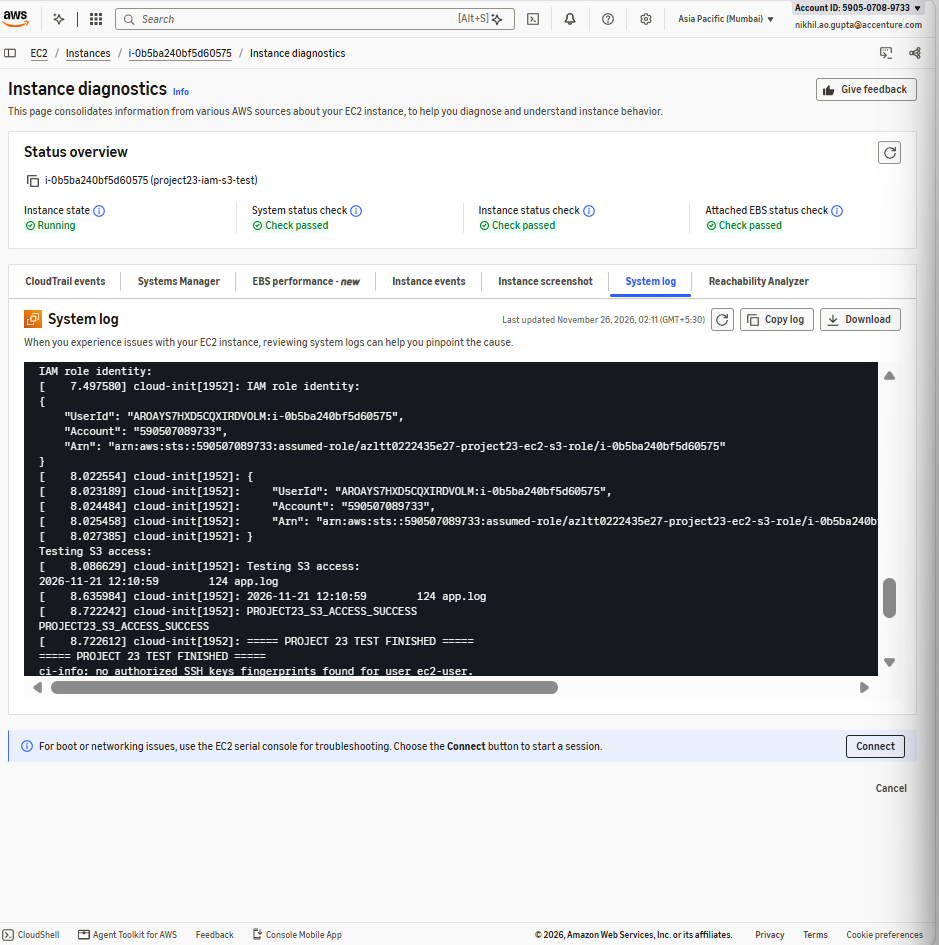 aws
Search [Alt+S]
Asia Pacific (Mumbai) ▼
Account ID: 5905-0708-9733 ▼
nikhil.ao.gupta@accenture.com
EC2 / Instances / i-0b5ba240bf5d60575 / Instance diagnostics
Instance diagnostics Info
Give feedback
This page consolidates information from various AWS sources about your EC2 instance, to help you diagnose and understand instance behavior.
Status overview
i-0b5ba240bf5d60575 (project23-iam-s3-test)
Instance state System status check Instance status check Attached EBS status check
Running Check passed Check passed Check passed
CloudTrail events Systems Manager EBS performance - new Instance events Instance screenshot System log Reachability Analyzer
System log
Last updated November 26, 2026, 02:11 (GMT+5:30) Copy log Download
When you experience issues with your EC2 instance, reviewing system logs can help you pinpoint the cause.
IAM role identity:
[    7.497580] cloud-init[1952]: IAM role identity:
{
    "UserId": "AROAYS7HXD5CQXIRDVOLM:i-0b5ba240bf5d60575",
    "Account": "590507089733",
    "Arn": "arn:aws:sts::590507089733:assumed-role/azltt0222435e27-project23-ec2-s3-role/i-0b5ba240bf5d60575"
}
[    8.022554] cloud-init[1952]: {
[    8.023189] cloud-init[1952]:     "UserId": "AROAYS7HXD5CQXIRDVOLM:i-0b5ba240bf5d60575",
[    8.024484] cloud-init[1952]:     "Account": "590507089733",
[    8.025458] cloud-init[1952]:     "Arn": "arn:aws:sts::590507089733:assumed-role/azltt0222435e27-project23-ec2-s3-role/i-0b5ba240b
[    8.027385] cloud-init[1952]: }
Testing S3 access:
[    8.086629] cloud-init[1952]: Testing S3 access:
2026-11-21 12:10:59        124 app.log
[    8.635984] cloud-init[1952]: 2026-11-21 12:10:59        124 app.log
[    8.722242] cloud-init[1952]: PROJECT23_S3_ACCESS_SUCCESS
PROJECT23_S3_ACCESS_SUCCESS
[    8.722612] cloud-init[1952]: ===== PROJECT 23 TEST FINISHED =====
===== PROJECT 23 TEST FINISHED =====
ci-info: no authorized SSH keys fingerprints found for user ec2-user.
For boot or networking issues, use the EC2 serial console for troubleshooting. Choose the Connect button to start a session.
Connect
Cancel
CloudShell Agent Toolkit for AWS Feedback Console Mobile App © 2026, Amazon Web Services, Inc. or its affiliates. Privacy Terms Cookie preferences